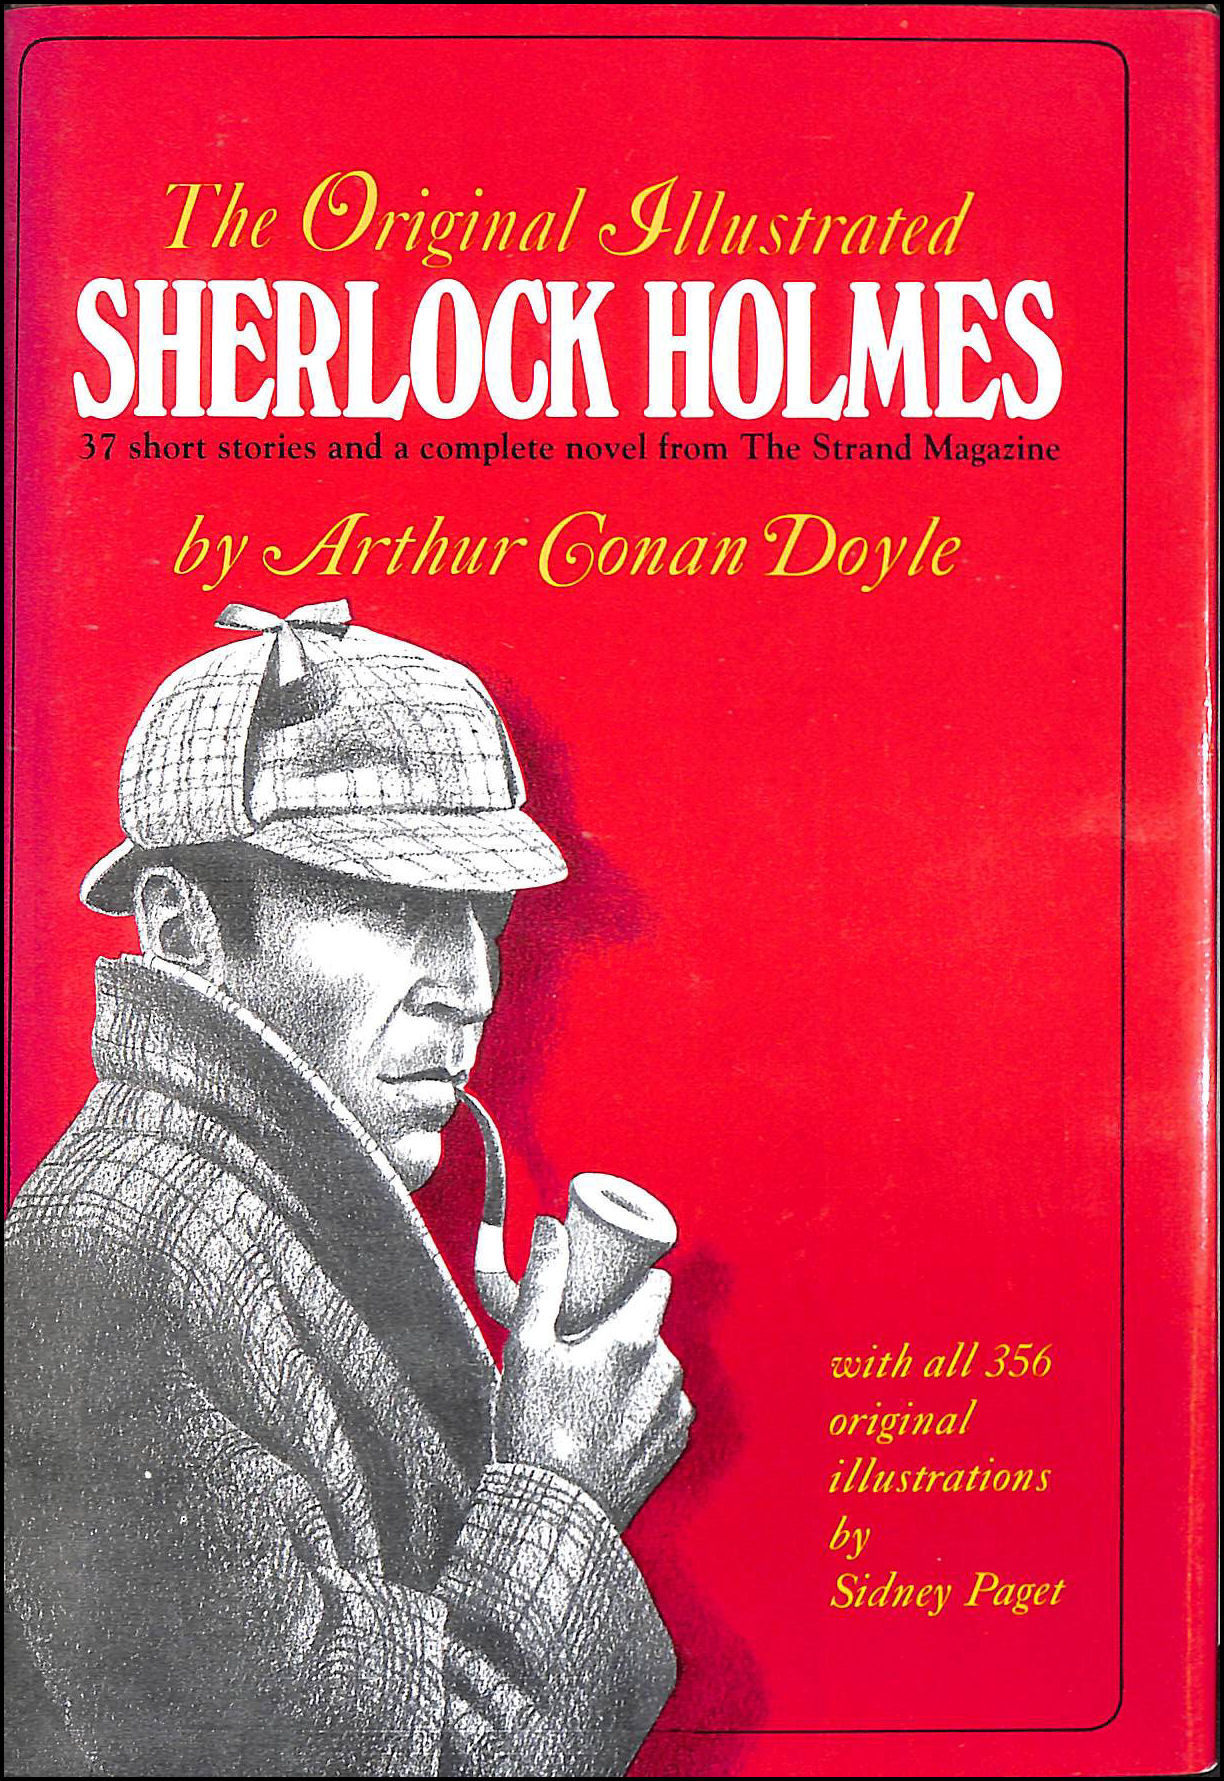 The Original Illustrated
SHERLOCK HOLMES
37 short stories and a complete novel from The Strand Magazine
by Arthur Conan Doyle
with all 356
original
illustrations
by
Sidney Paget